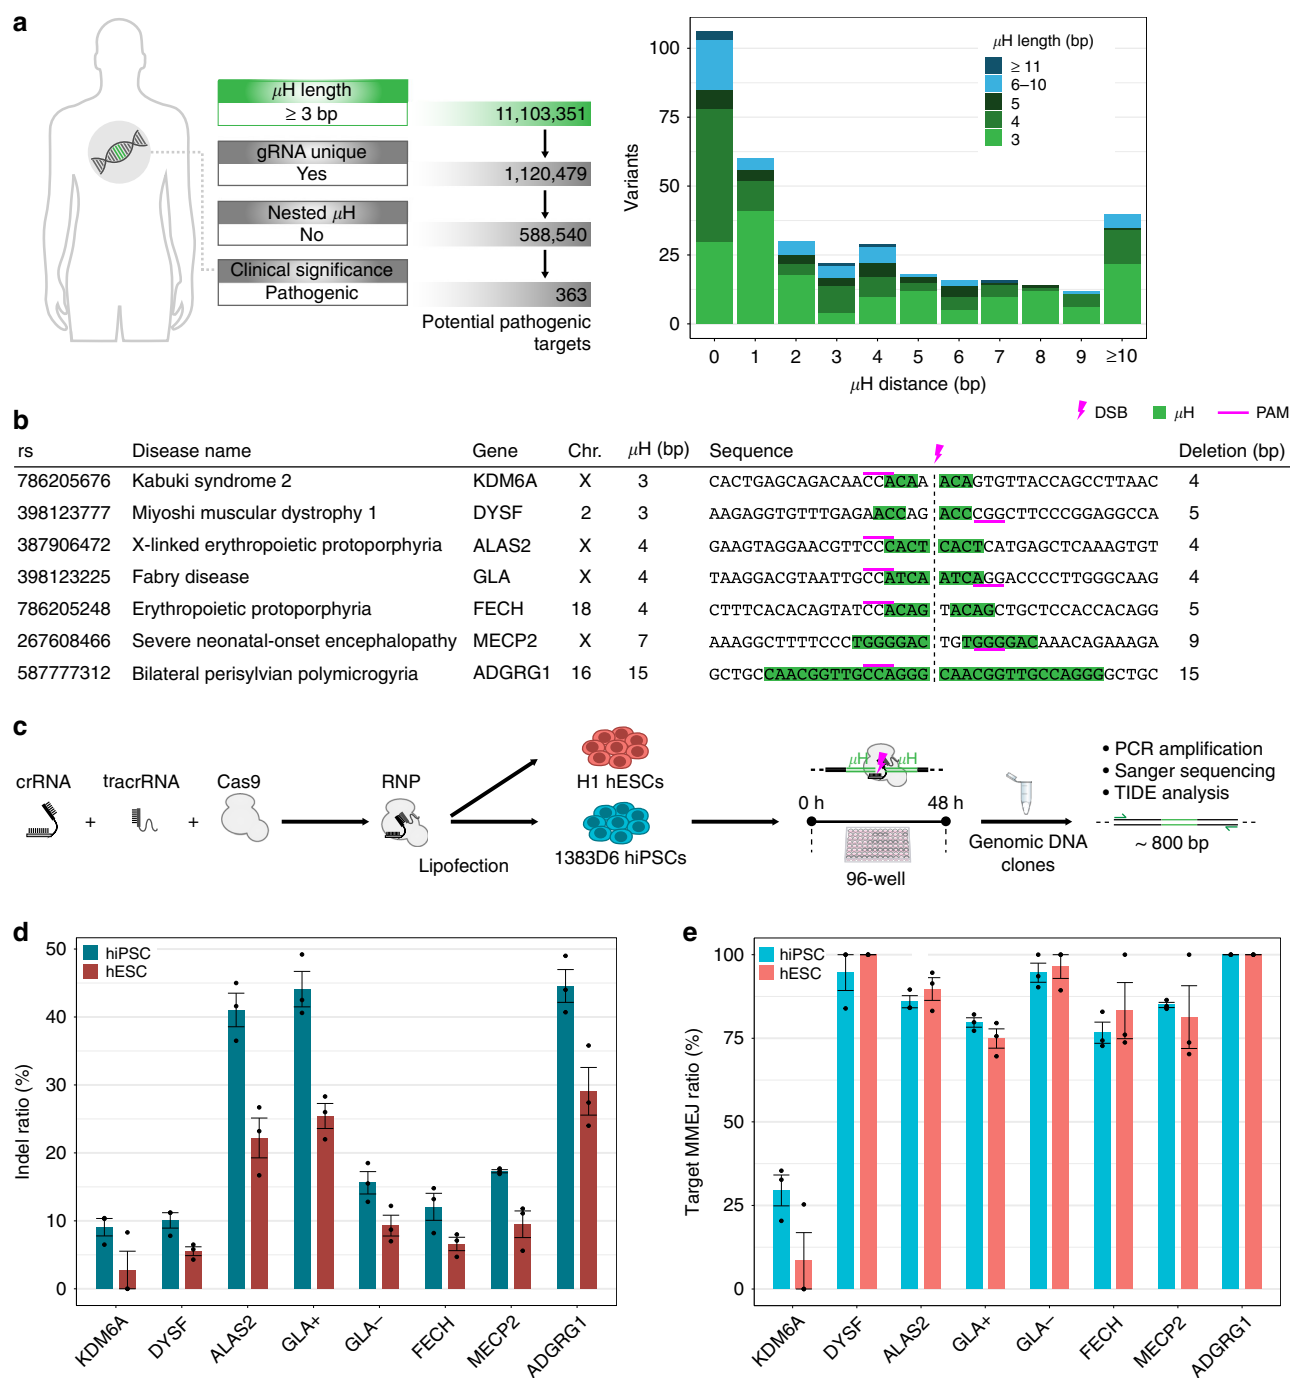 a
μH length
≥ 3 bp
11,103,351
gRNA unique
Yes
1,120,479
Nested μH
No
588,540
Clinical significance
Pathogenic
363
Potential pathogenic
targets
Variants
100
75
50
25
0
μH length (bp)
≥ 11
6–10
5
4
3
0 1 2 3 4 5 6 7 8 9 ≥10
μH distance (bp)
b
DSB μH PAM
rs Disease name Gene Chr. μH (bp) Sequence Deletion (bp)
786205676 Kabuki syndrome 2 KDM6A X 3 CACTGAGCAGACAACCACAA ACAGTGTTACCAGCCTTAAC 4
398123777 Miyoshi muscular dystrophy 1 DYSF 2 3 AAGAGGTGTTTGAGAACCAG ACCCGGCTTCCCGGAGGCCA 5
387906472 X-linked erythropoietic protoporphyria ALAS2 X 4 GAAGTAGGAACGTTCCCACT CACTCATGAGCTCAAAGTGT 4
398123225 Fabry disease GLA X 4 TAAGGACGTAATTGCCATCA ATCAGGACCCCTTGGGCAAG 4
786205248 Erythropoietic protoporphyria FECH 18 4 CTTTCACACAGTATCCACAG TACAGCTGCTCCACCACAGG 5
267608466 Severe neonatal-onset encephalopathy MECP2 X 7 AAAGGCTTTTCCCTGGGGAC TGTGGGGACAAACAGAAAGA 9
587777312 Bilateral perisylvian polymicrogyria ADGRG1 16 15 GCTGCCAACGGTTGCCAGGG CAACGGTTGCCAGGGGCTGC 15
c
crRNA
+
tracrRNA
+
Cas9
RNP
Lipofection
H1 hESCs
1383D6 hiPSCs
μH μH
0 h 48 h
96-well
Genomic DNA
clones
• PCR amplification
• Sanger sequencing
• TIDE analysis
~ 800 bp
d
Indel ratio (%)
50
40
30
20
10
0
hiPSC
hESC
KDM6A DYSF ALAS2 GLA+ GLA− FECH MECP2 ADGRG1
e
Target MMEJ ratio (%)
100
75
50
25
0
hiPSC
hESC
KDM6A DYSF ALAS2 GLA+ GLA− FECH MECP2 ADGRG1